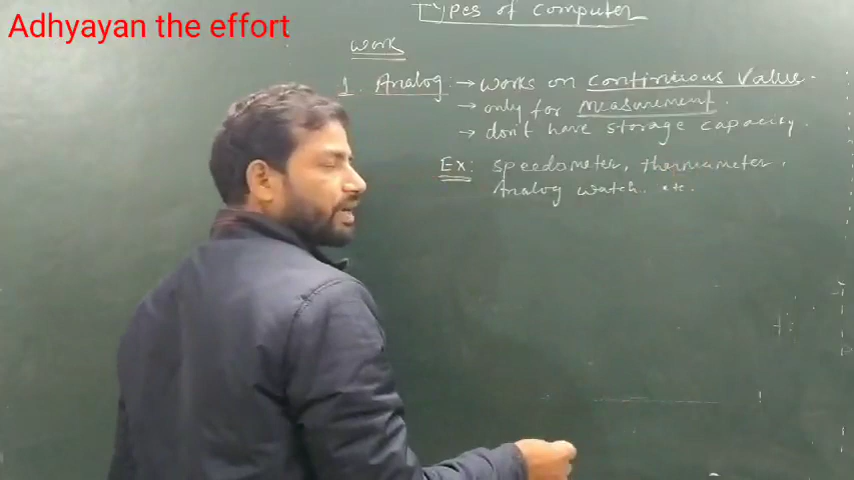 Adhyayan the effort
Types of computer
work
1. Analog: → works on continuous value.
→ only for measurement.
→ don't have storage capacity.
Ex: speedometer, thermameter,
Analog watch. etc.